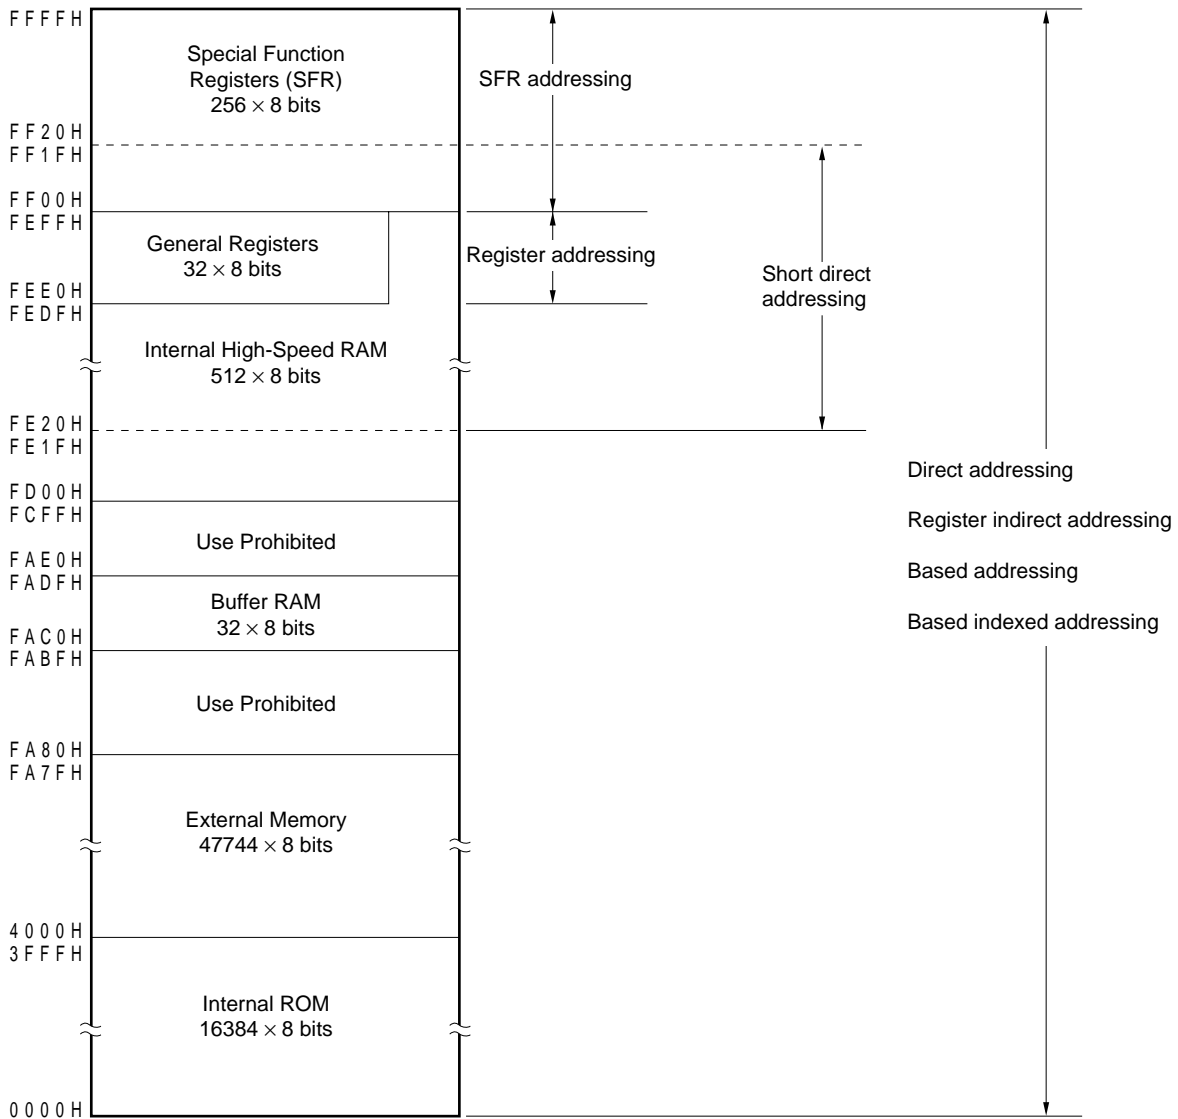 FFFFH
Special Function
Registers (SFR)
256 × 8 bits
SFR addressing
FF20H
FF1FH
FF00H
FEFFH
General Registers
32 × 8 bits
Register addressing
Short direct
addressing
FEE0H
FEDFH
Internal High-Speed RAM
512 × 8 bits
FE20H
FE1FH
Direct addressing
Register indirect addressing
Based addressing
Based indexed addressing
FD00H
FCFFH
Use Prohibited
FAE0H
FADFH
Buffer RAM
32 × 8 bits
FAC0H
FABFH
Use Prohibited
FA80H
FA7FH
External Memory
47744 × 8 bits
4000H
3FFFH
Internal ROM
16384 × 8 bits
0000H